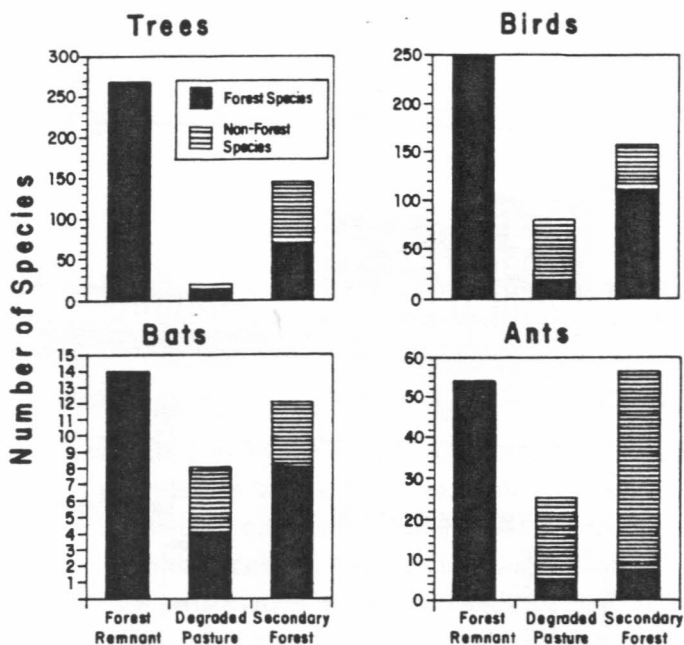 Trees
Birds
300
250
200
150
100
50
0
Forest Species
Non-Forest
Species
250
200
150
100
50
0
Number of Species
Bats
Ants
15
14
13
12
11
10
9
8
7
6
5
4
3
2
1
60
50
40
30
20
10
0
Forest
Remnant
Degraded
Pasture
Secondary
Forest
Forest
Remnant
Degraded
Pasture
Secondary
Forest